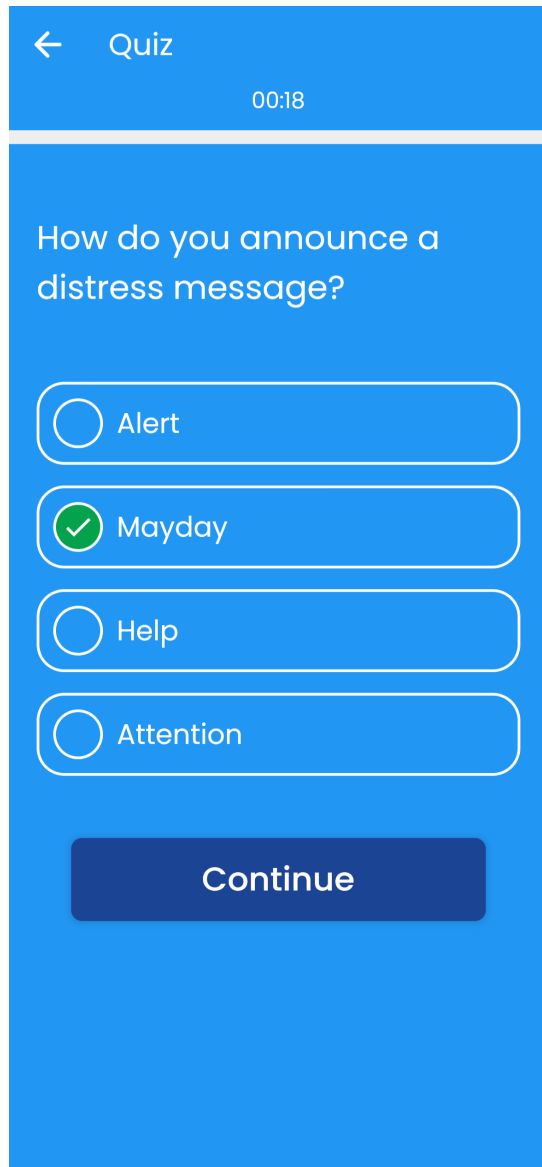 Quiz
00:18
How do you announce a
distress message?
Alert
Mayday
Help
Attention
Continue